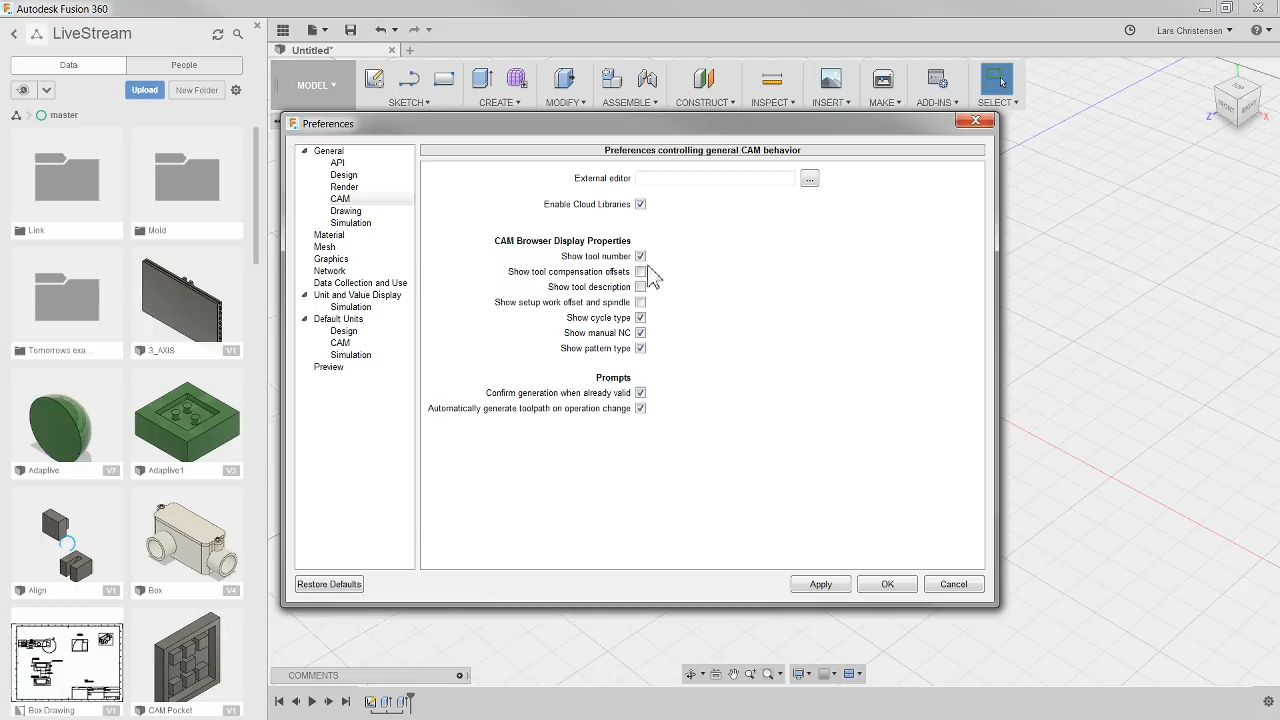 Autodesk Fusion 360
LiveStream
Data
People
Upload
New Folder
master
Link
Mold
Tomorrows exa...
3_AXIS
V1
Adaptive
V7
Adaptive1
V3
Align
V1
Box
V4
Box Drawing
V1
CAM Pocket
V1
Untitled*
Lars Christensen
MODEL
SKETCH
CREATE
MODIFY
ASSEMBLE
CONSTRUCT
INSPECT
INSERT
MAKE
ADD-INS
SELECT
TOP
FRONT
RIGHT
Z
X
Preferences
General
API
Design
Render
CAM
Drawing
Simulation
Material
Mesh
Graphics
Network
Data Collection and Use
Unit and Value Display
Simulation
Default Units
Design
CAM
Simulation
Preview
Preferences controlling general CAM behavior
External editor
...
Enable Cloud Libraries
CAM Browser Display Properties
Show tool number
Show tool compensation offsets
Show tool description
Show setup work offset and spindle
Show cycle type
Show manual NC
Show pattern type
Prompts
Confirm generation when already valid
Automatically generate toolpath on operation change
Restore Defaults
Apply
OK
Cancel
COMMENTS